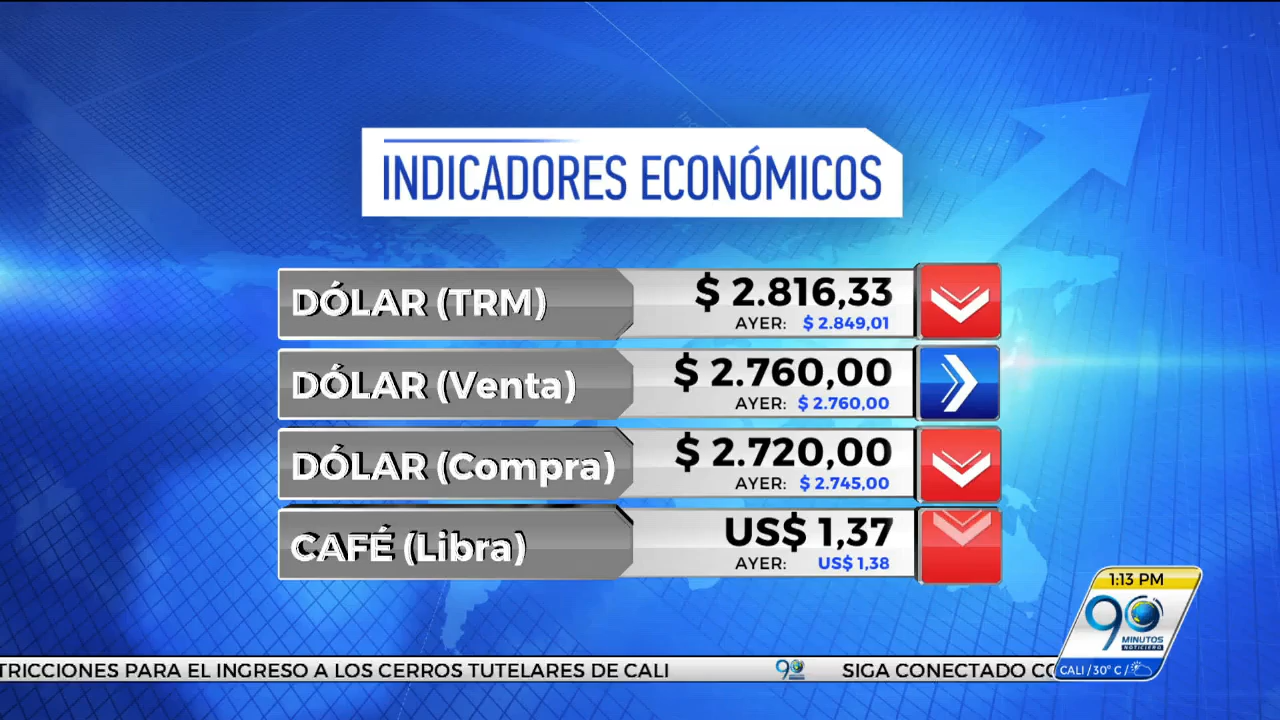 INDICADORES ECONÓMICOS
DÓLAR (TRM)
$ 2.816,33
AYER: $ 2.849,01
DÓLAR (Venta)
$ 2.760,00
AYER: $ 2.760,00
DÓLAR (Compra)
$ 2.720,00
AYER: $ 2.745,00
CAFÉ (Libra)
US$ 1,37
AYER: US$ 1,38
1:13 PM
90
MINUTOS
NOTICIERO
CALI / 30° C /
TRICCIONES PARA EL INGRESO A LOS CERROS TUTELARES DE CALI 90 SIGA CONECTADO CO